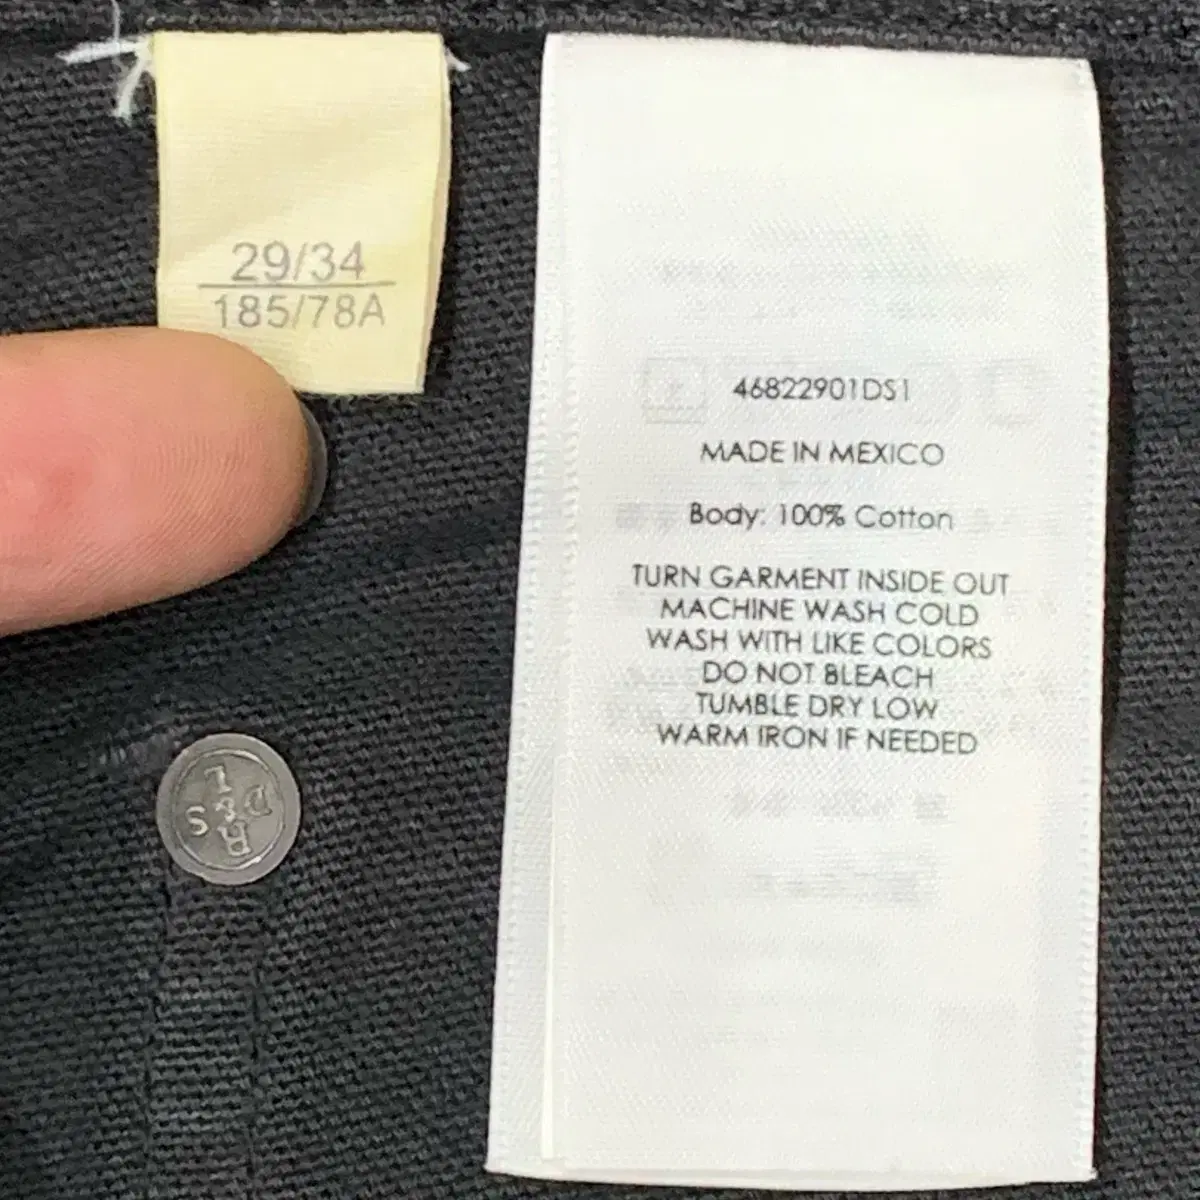 29/34
185/78A
46822901DS1
MADE IN MEXICO
Body: 100% Cotton
TURN GARMENT INSIDE OUT
MACHINE WASH COLD
WASH WITH LIKE COLORS
DO NOT BLEACH
TUMBLE DRY LOW
WARM IRON IF NEEDED